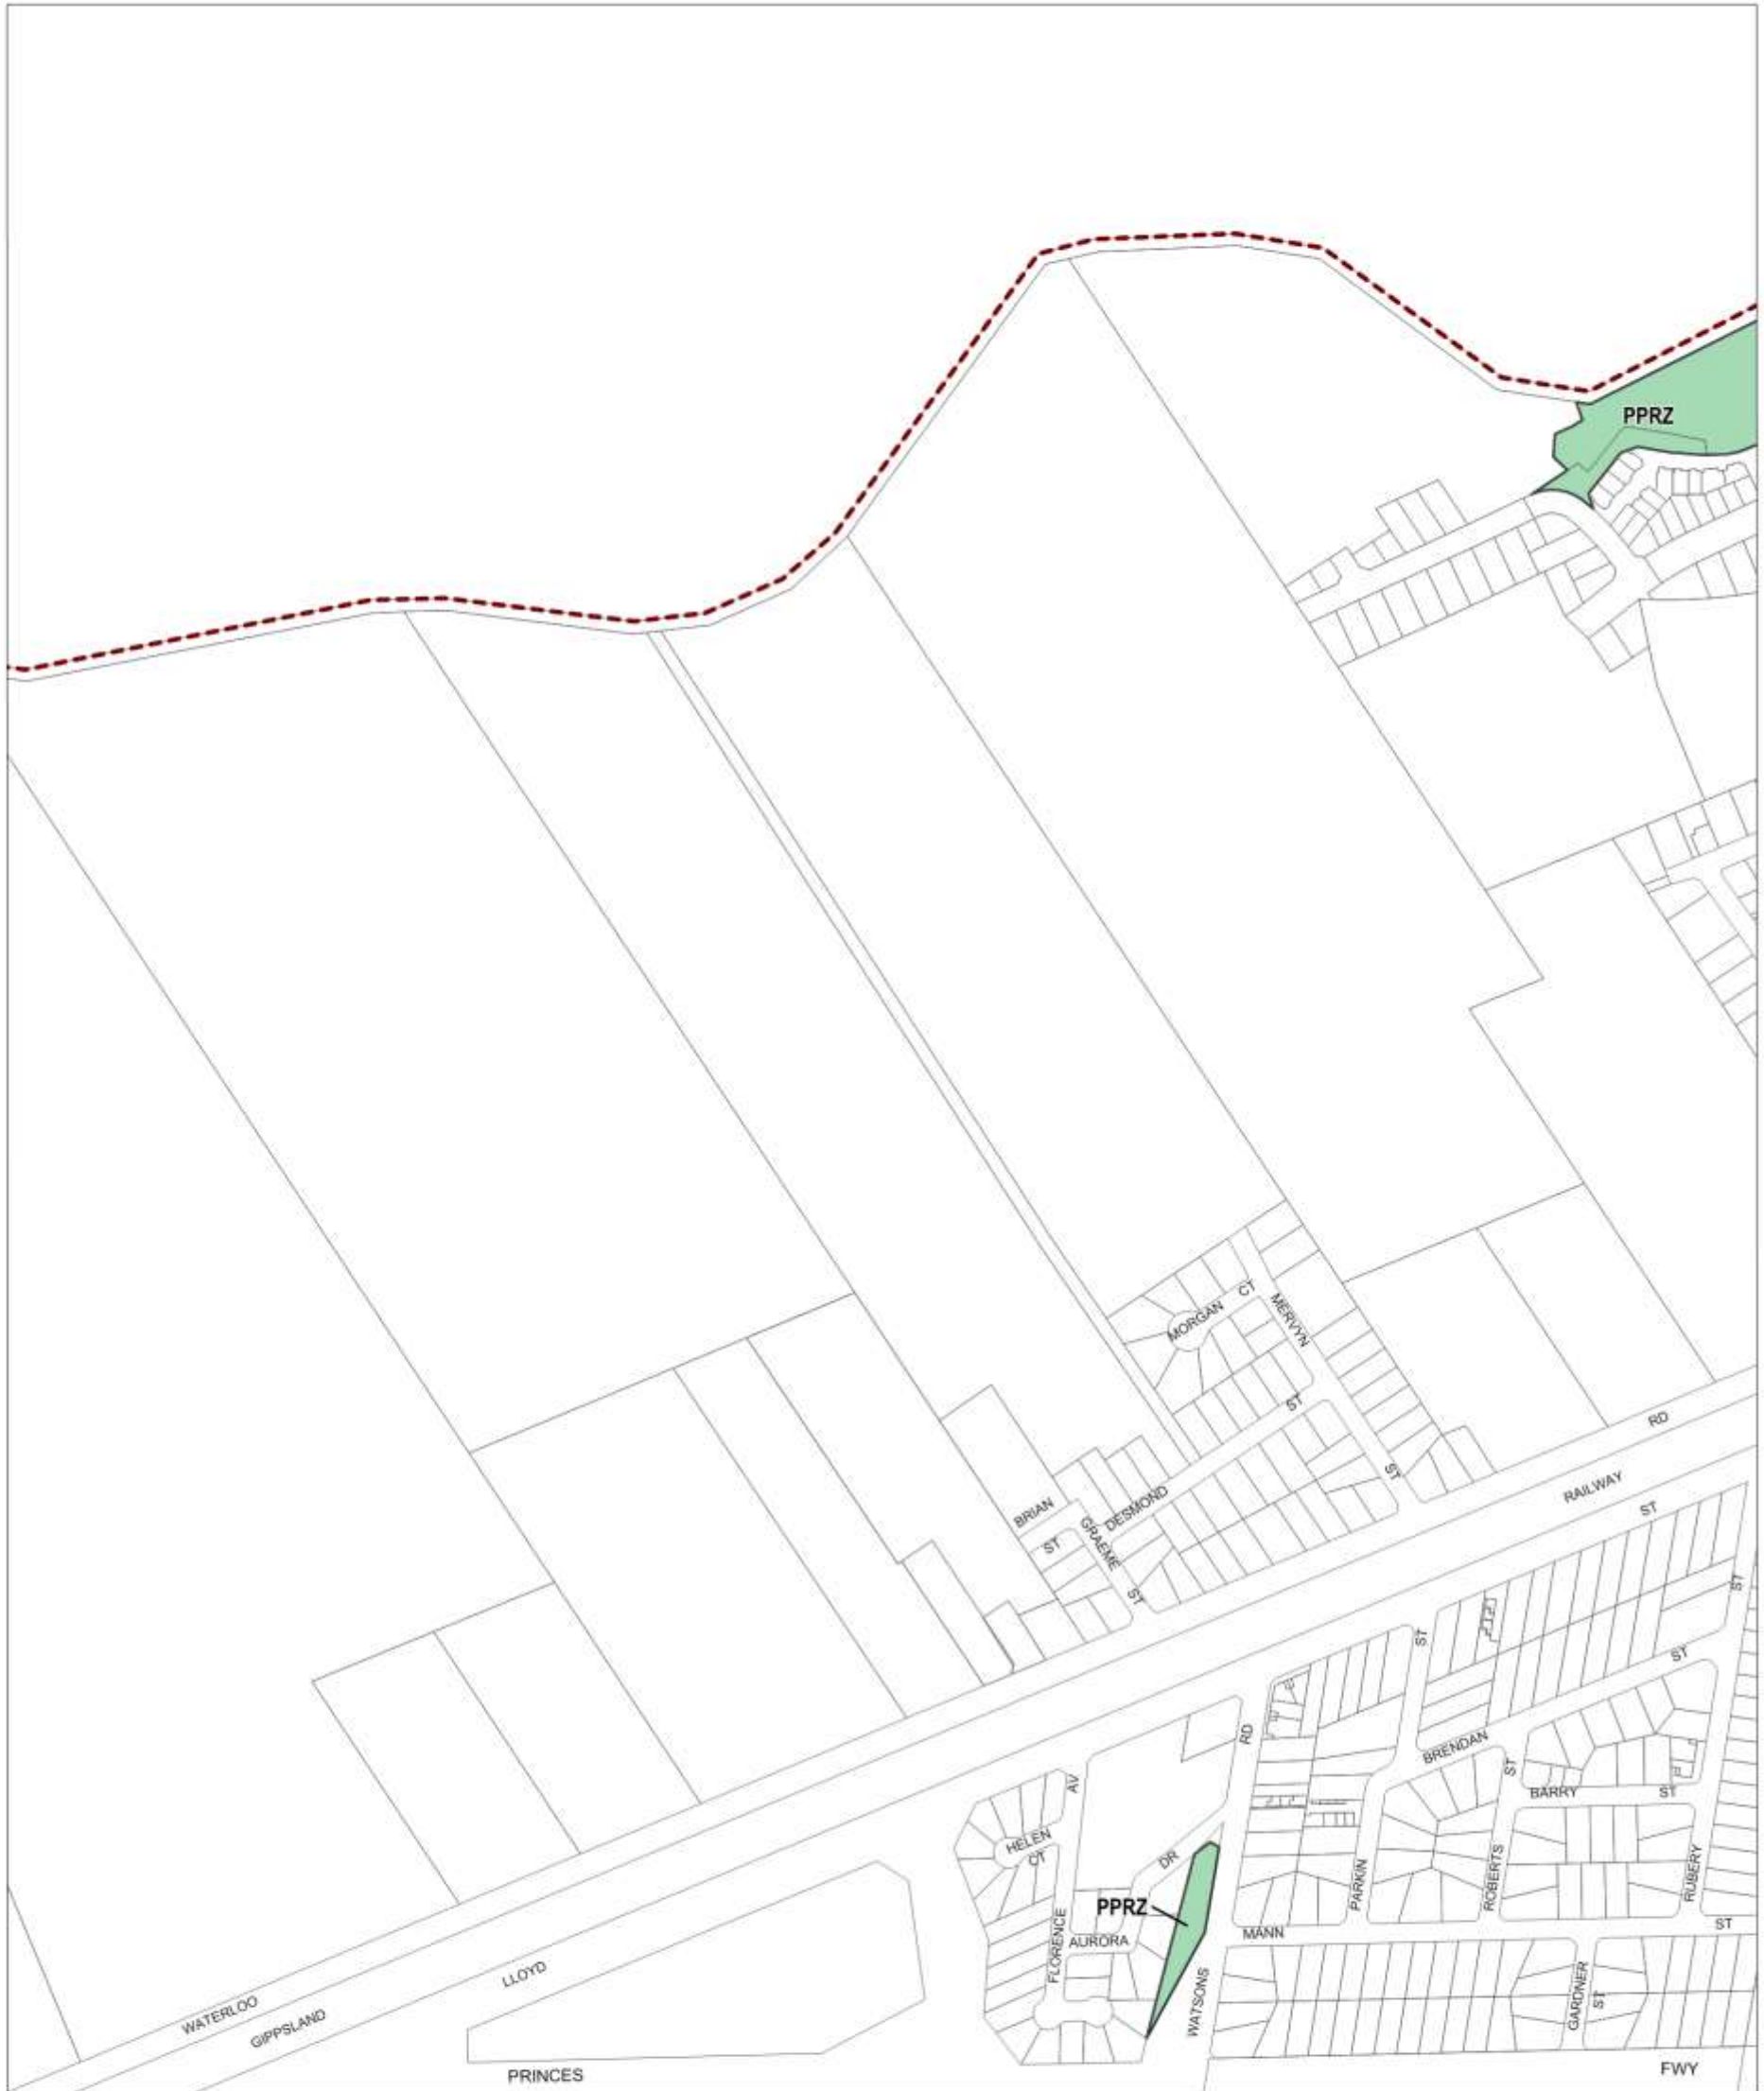 PPRZ
MORGAN CT
MERVYN ST
DESMOND ST
BRIAN ST
GRAEME ST
WATERLOO RD
GIPPSLAND RAILWAY
LLOYD ST
ST
ST
BRENDAN ST
BARRY ST
PARKIN
ROBERTS ST
RUBERY
HELEN CT
FLORENCE AV
AURORA DR
PPRZ
WATSONS RD
MANN ST
GARDNER ST
PRINCES FWY